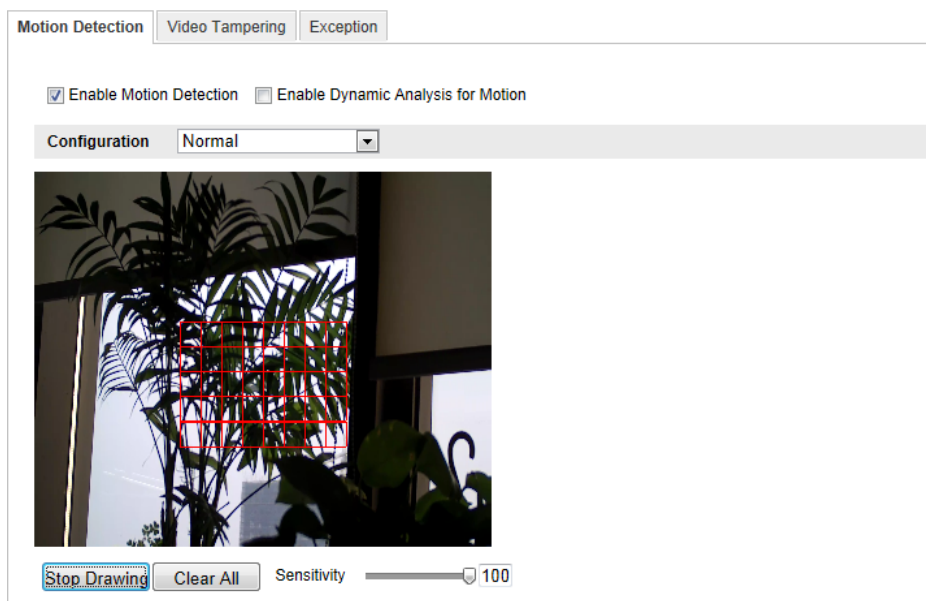 Motion Detection Video Tampering Exception
Enable Motion Detection Enable Dynamic Analysis for Motion
Configuration Normal
Stop Drawing Clear All Sensitivity 100